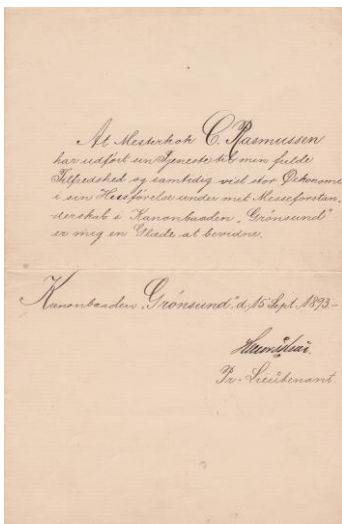 At Mesterkok C. Rasmussen
har udført sin Tjeneste til min fulde
Tilfredshed og samtidig vist stor Økonomi
i sin Husførelse under mit Messeforstan-
derskab i Kanonbaaden „Grønsund"
er mig en Glæde at bevidne.
Kanonbaaden „Grønsund", d. 15 Sept. 1893 -
Pr. Lieutenant